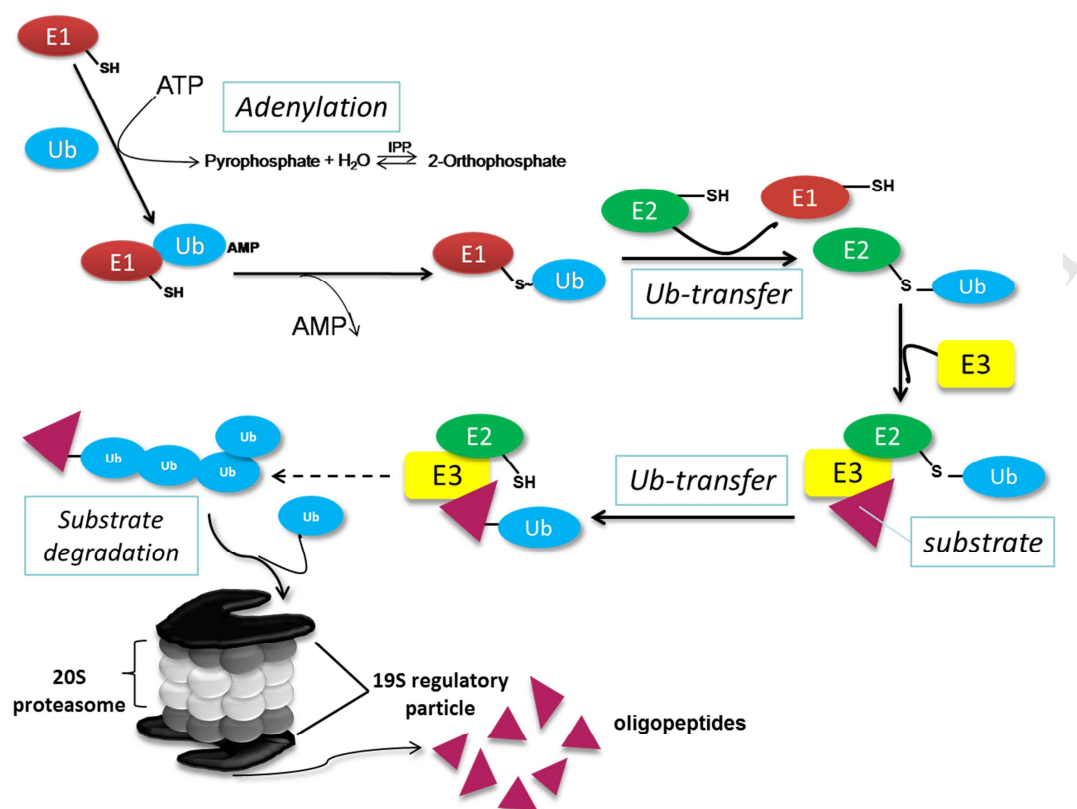 E1
SH
ATP
Adenylation
Ub
Pyrophosphate + H₂O
IPP
2-Orthophosphate
E2
SH
E1
SH
Ub
AMP
E1
SH
E1
S~
Ub
Ub-transfer
E2
S
Ub
AMP
E3
Ub
Ub
Ub
Ub
E2
E3
SH
Ub
Ub-transfer
E2
E3
S
Ub
substrate
Substrate
degradation
Ub
20S
proteasome
19S regulatory
particle
oligopeptides